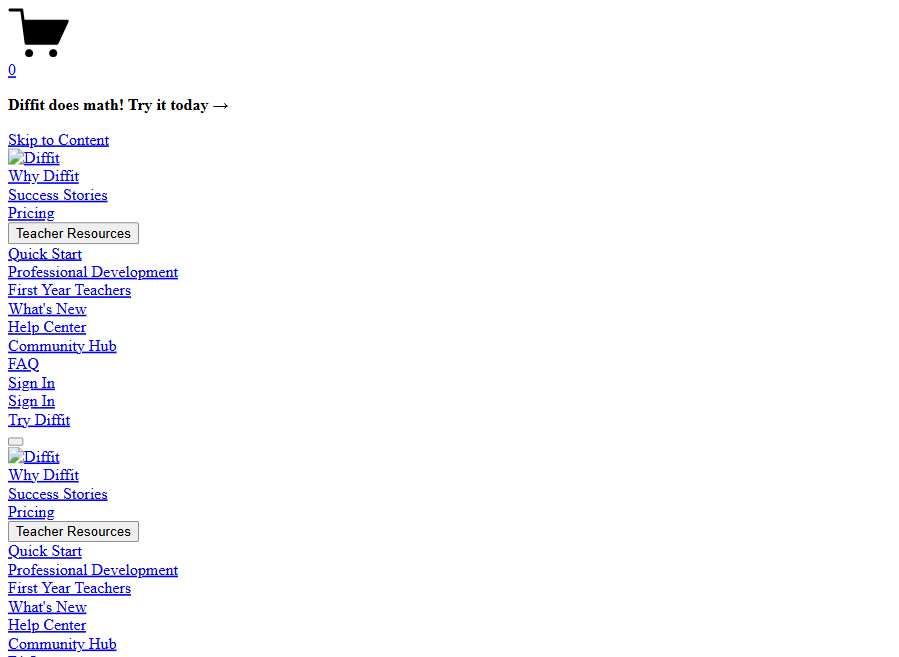 0
Diffit does math! Try it today →
Skip to Content
Diffit
Why Diffit
Success Stories
Pricing
Teacher Resources
Quick Start
Professional Development
First Year Teachers
What's New
Help Center
Community Hub
FAQ
Sign In
Sign In
Try Diffit
Diffit
Why Diffit
Success Stories
Pricing
Teacher Resources
Quick Start
Professional Development
First Year Teachers
What's New
Help Center
Community Hub